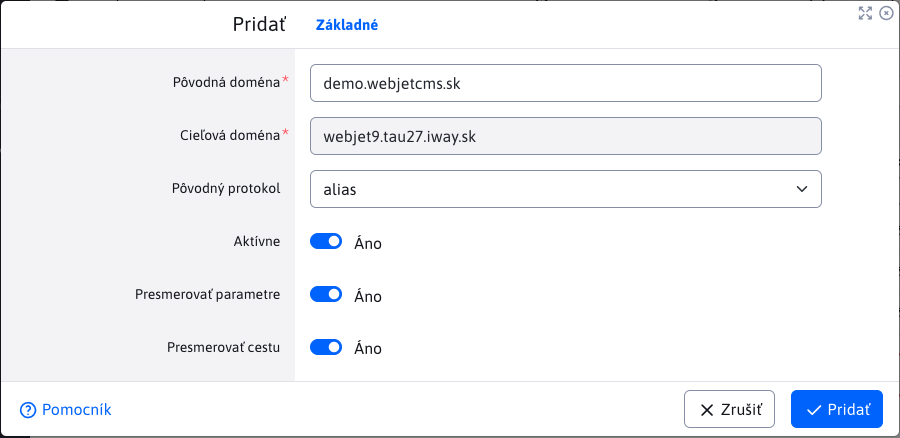 Pridať
Základné
Pôvodná doména*
demo.webjetcms.sk
Cieľová doména*
webjet9.tau27.iway.sk
Pôvodný protokol
alias
Aktívne
Áno
Presmerovať parametre
Áno
Presmerovať cestu
Áno
Pomocník
Zrušiť
Pridať